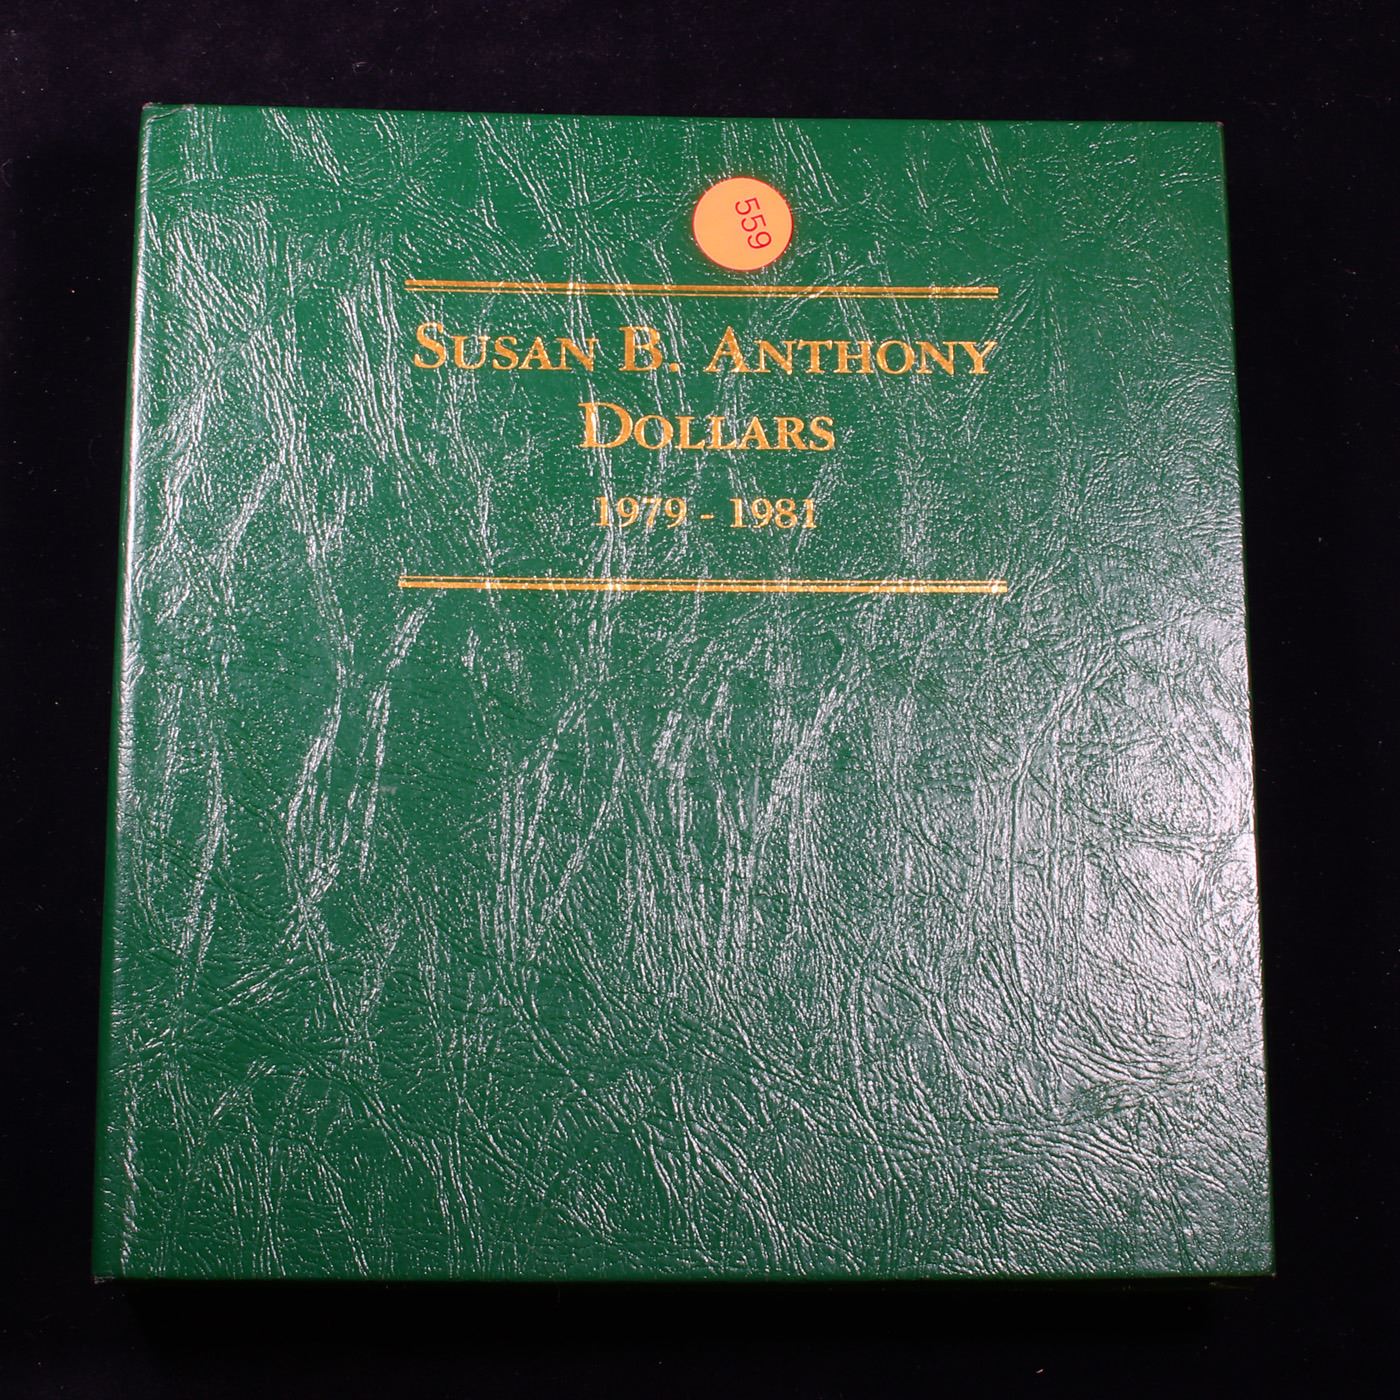 559
SUSAN B. ANTHONY
DOLLARS
1979 - 1981